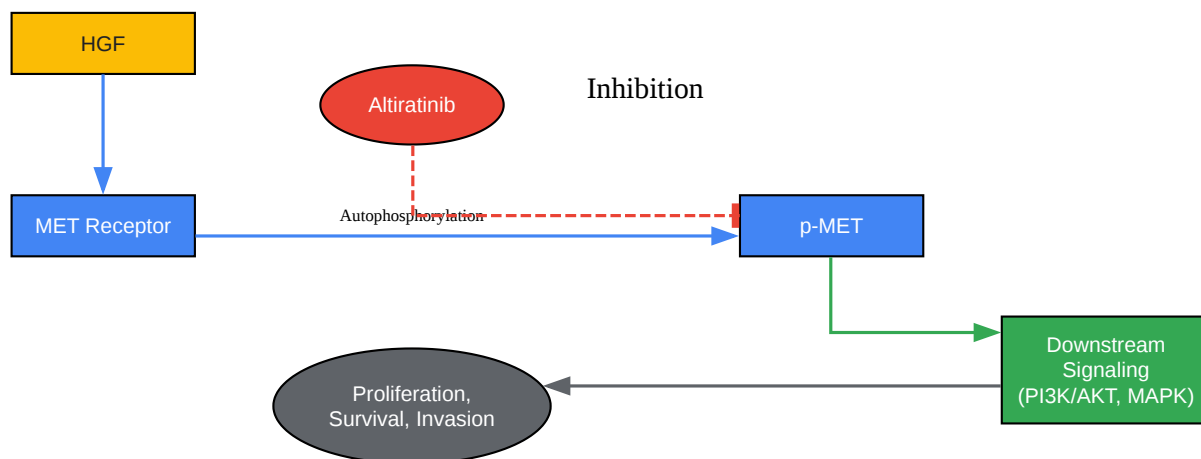 HGF
Altiratinib
Inhibition
MET Receptor
Autophosphorylation
p-MET
Downstream
Signaling
(PI3K/AKT, MAPK)
Proliferation,
Survival, Invasion